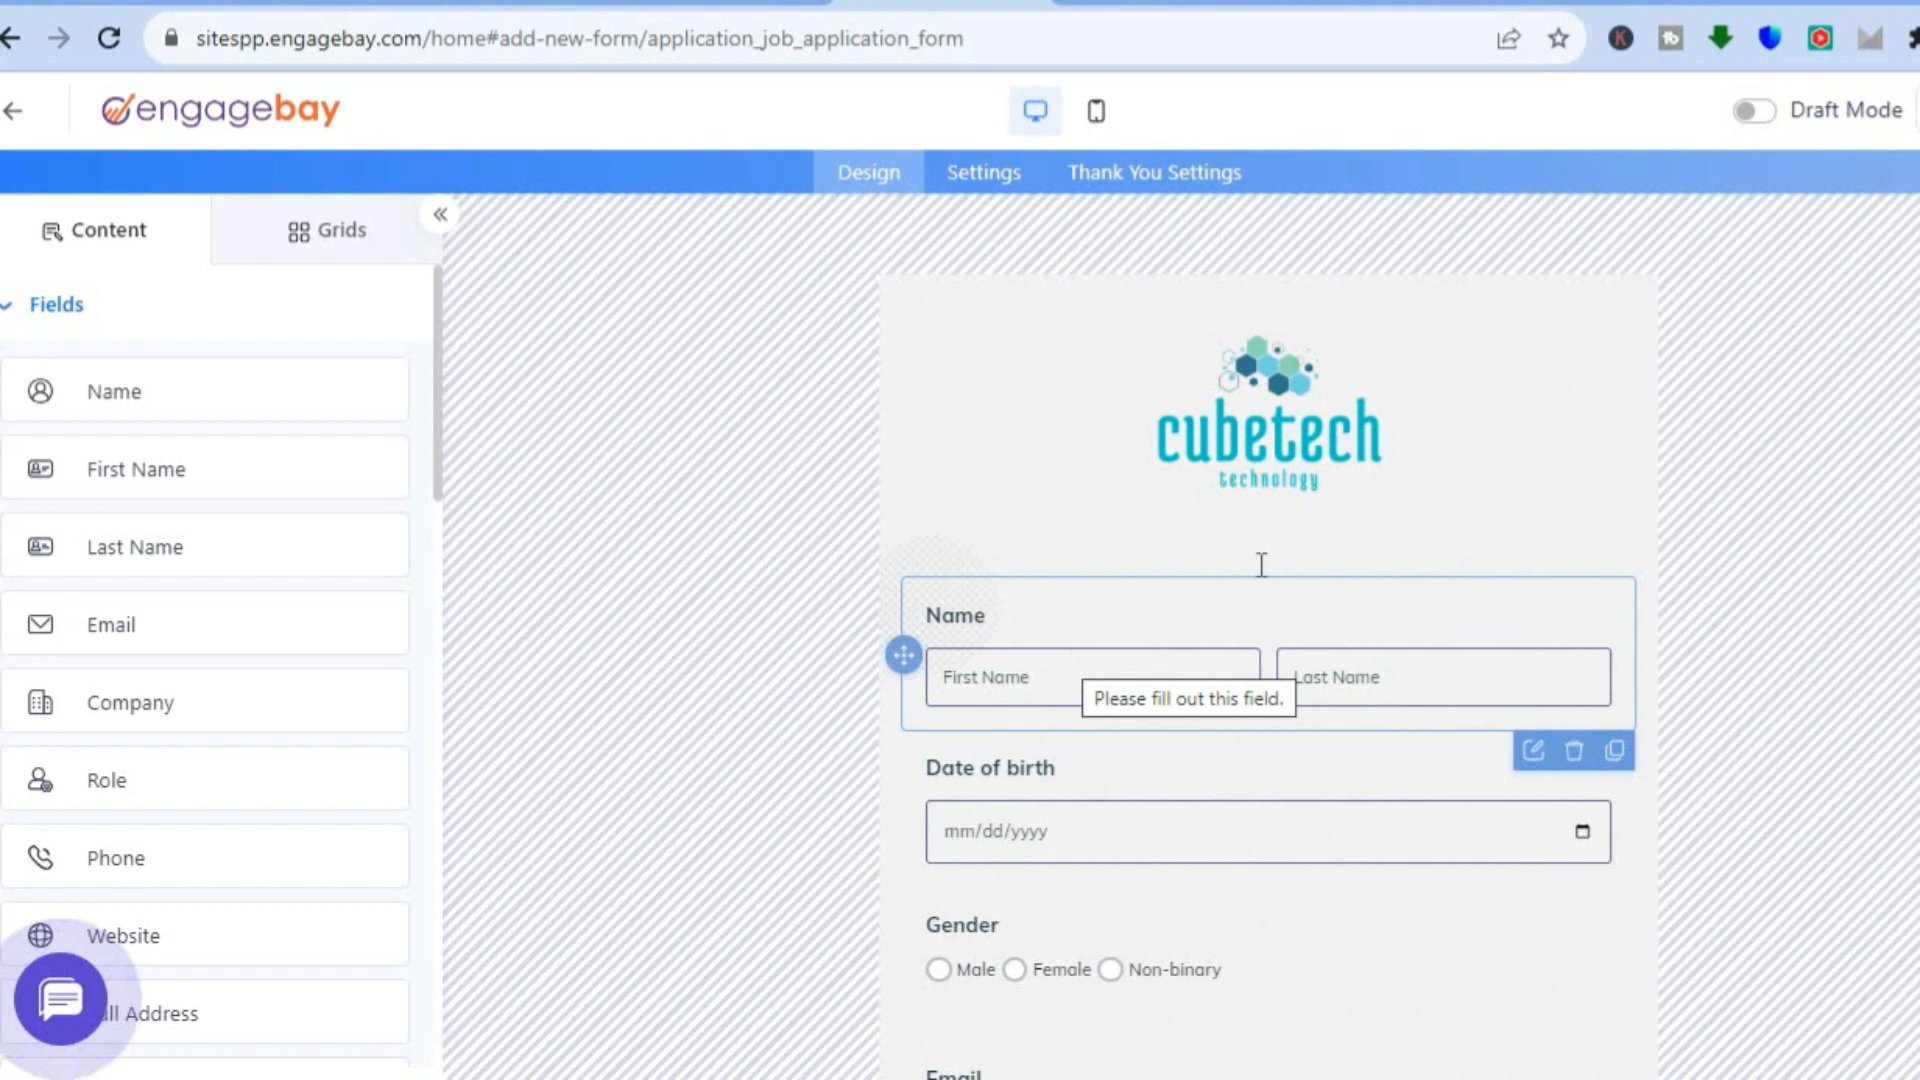 sitespp.engagebay.com/home#add-new-form/application_job_application_form
engagebay
Draft Mode
Design
Settings
Thank You Settings
Content
Grids
Fields
Name
First Name
Last Name
Email
Company
Role
Phone
Website
Address
cubetech
technology
Name
First Name
Last Name
Please fill out this field.
Date of birth
mm/dd/yyyy
Gender
Male
Female
Non-binary
Email